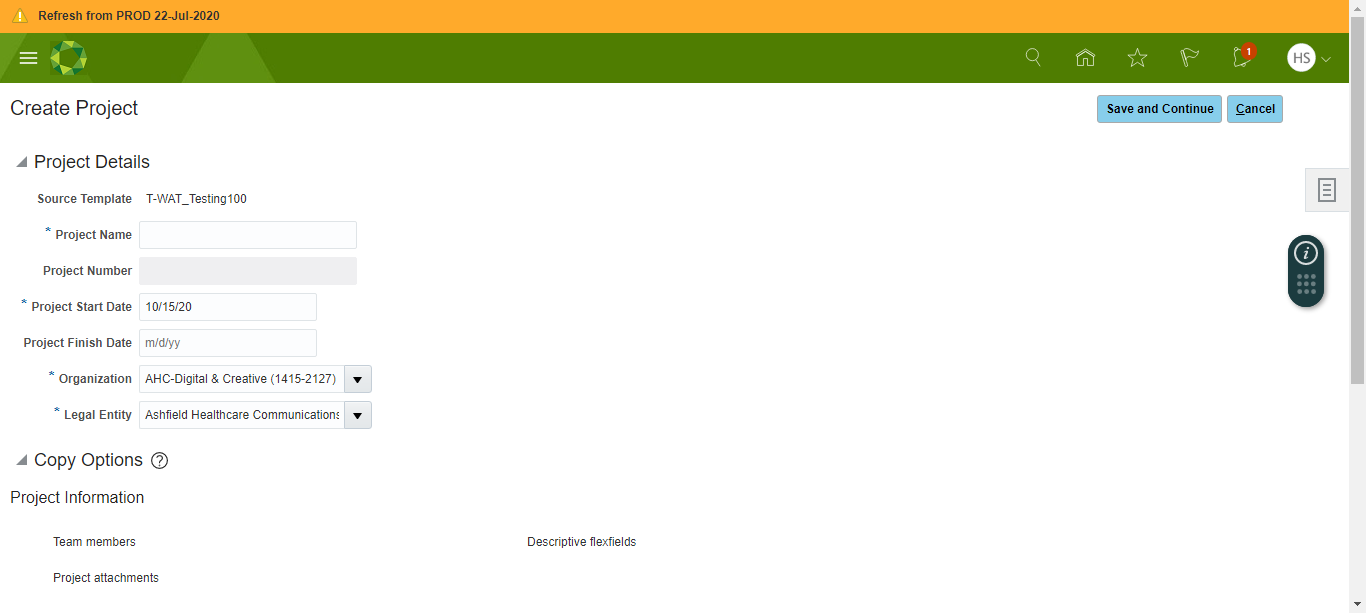 Refresh from PROD 22-Jul-2020
1
HS
Create Project
Save and Continue
Cancel
Project Details
Source Template T-WAT_Testing100
* Project Name
Project Number
* Project Start Date 10/15/20
Project Finish Date m/d/yy
* Organization AHC-Digital & Creative (1415-2127)
* Legal Entity Ashfield Healthcare Communications
Copy Options ?
Project Information
Team members
Descriptive flexfields
Project attachments